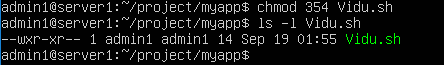 admin1@server1:~/project/myapp$ chmod 354 Vidu.sh
admin1@server1:~/project/myapp$ ls -l Vidu.sh
--wxr-xr-- 1 admin1 admin1 14 Sep 19 01:55 Vidu.sh
admin1@server1:~/project/myapp$